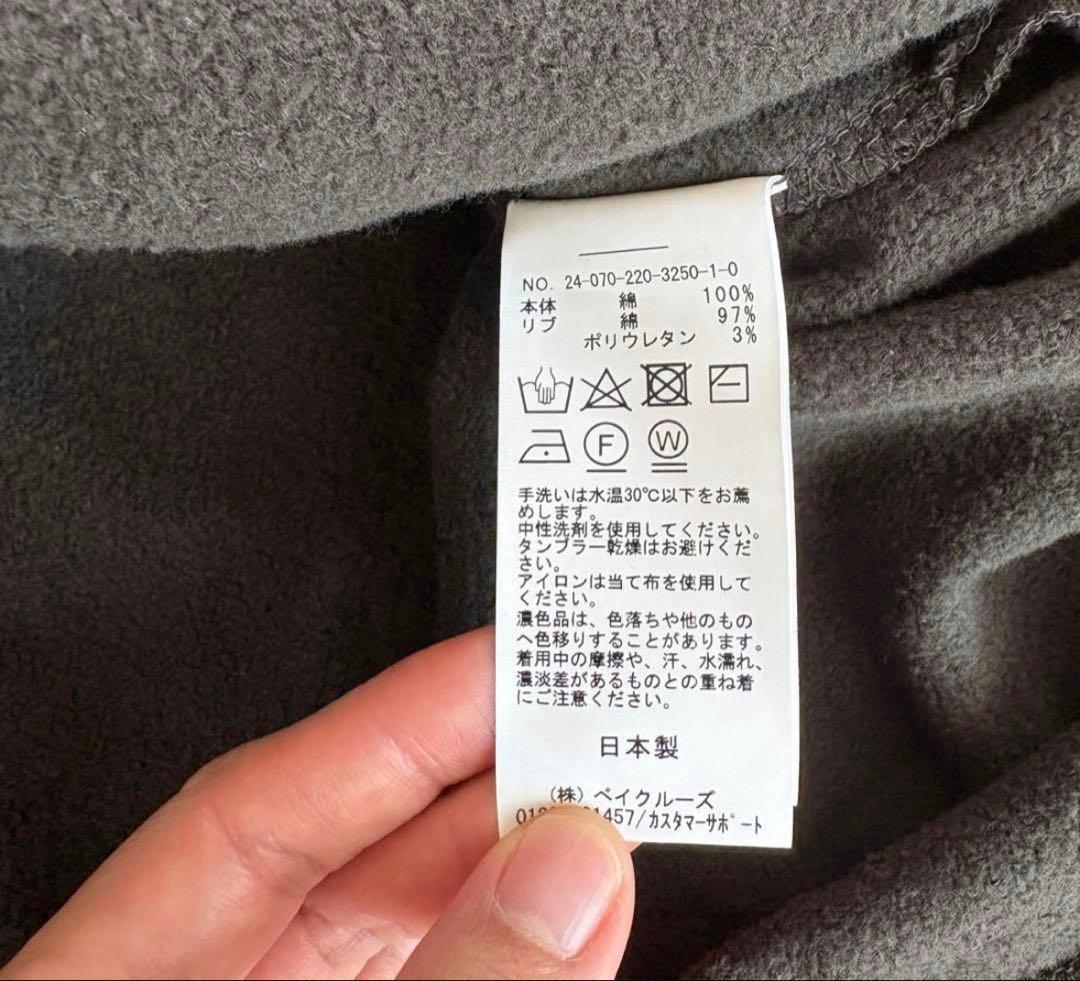 NO. 24-070-220-3250-1-0
本体 綿 100%
リブ 綿 97%
ポリウレタン 3%
F W
手洗いは水温30℃以下をお薦
めします。
中性洗剤を使用してください。
タンブラー乾燥はお避けくだ
さい。
アイロンは当て布を使用して
ください。
濃色品は、色落ちや他のもの
へ色移りすることがあります。
着用中の摩擦や、汗、水濡れ、
濃淡差があるものとの重ね着
にご注意ください。
日本製
(株)ベイクルーズ
1457/カスタマーサポート